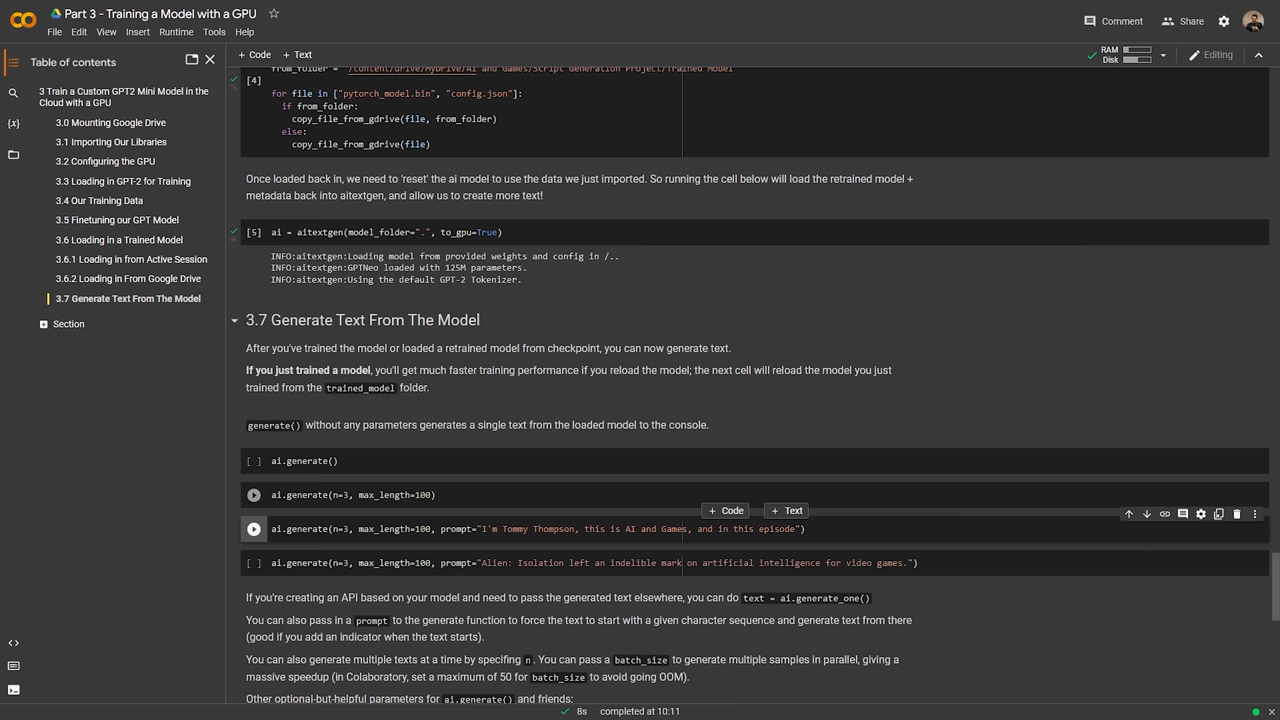 Part 3 - Training a Model with a GPU
File Edit View Insert Runtime Tools Help
Comment Share
+ Code + Text
RAM
Disk
Editing
Table of contents
3 Train a Custom GPT2 Mini Model in the
Cloud with a GPU
3.0 Mounting Google Drive
3.1 Importing Our Libraries
3.2 Configuring the GPU
3.3 Loading in GPT-2 for Training
3.4 Our Training Data
3.5 Finetuning our GPT Model
3.6 Loading in a Trained Model
3.6.1 Loading in from Active Session
3.6.2 Loading in From Google Drive
3.7 Generate Text From The Model
Section
from_folder = "/content/drive/MyDrive/AI and Games/Script Generation Project/Trained Model"
[4]
for file in ["pytorch_model.bin", "config.json"]:
if from_folder:
copy_file_from_gdrive(file, from_folder)
else:
copy_file_from_gdrive(file)
Once loaded back in, we need to 'reset' the ai model to use the data we just imported. So running the cell below will load the retrained model +
metadata back into aitextgen, and allow us to create more text!
[5] ai = aitextgen(model_folder=".", to_gpu=True)
INFO:aitextgen:Loading model from provided weights and config in /..
INFO:aitextgen:GPTNeo loaded with 125M parameters.
INFO:aitextgen:Using the default GPT-2 Tokenizer.
3.7 Generate Text From The Model
After you've trained the model or loaded a retrained model from checkpoint, you can now generate text.
If you just trained a model, you'll get much faster training performance if you reload the model; the next cell will reload the model you just
trained from the trained_model folder.
generate() without any parameters generates a single text from the loaded model to the console.
[ ] ai.generate()
ai.generate(n=3, max_length=100)
+ Code + Text
ai.generate(n=3, max_length=100, prompt="I'm Tommy Thompson, this is AI and Games, and in this episode")
[ ] ai.generate(n=3, max_length=100, prompt="Alien: Isolation left an indelible mark on artificial intelligence for video games.")
If you're creating an API based on your model and need to pass the generated text elsewhere, you can do text = ai.generate_one()
You can also pass in a prompt to the generate function to force the text to start with a given character sequence and generate text from there
(good if you add an indicator when the text starts).
You can also generate multiple texts at a time by specifing n. You can pass a batch_size to generate multiple samples in parallel, giving a
massive speedup (in Colaboratory, set a maximum of 50 for batch_size to avoid going OOM).
Other optional-but-helpful parameters for ai.generate() and friends:
8s completed at 10:11